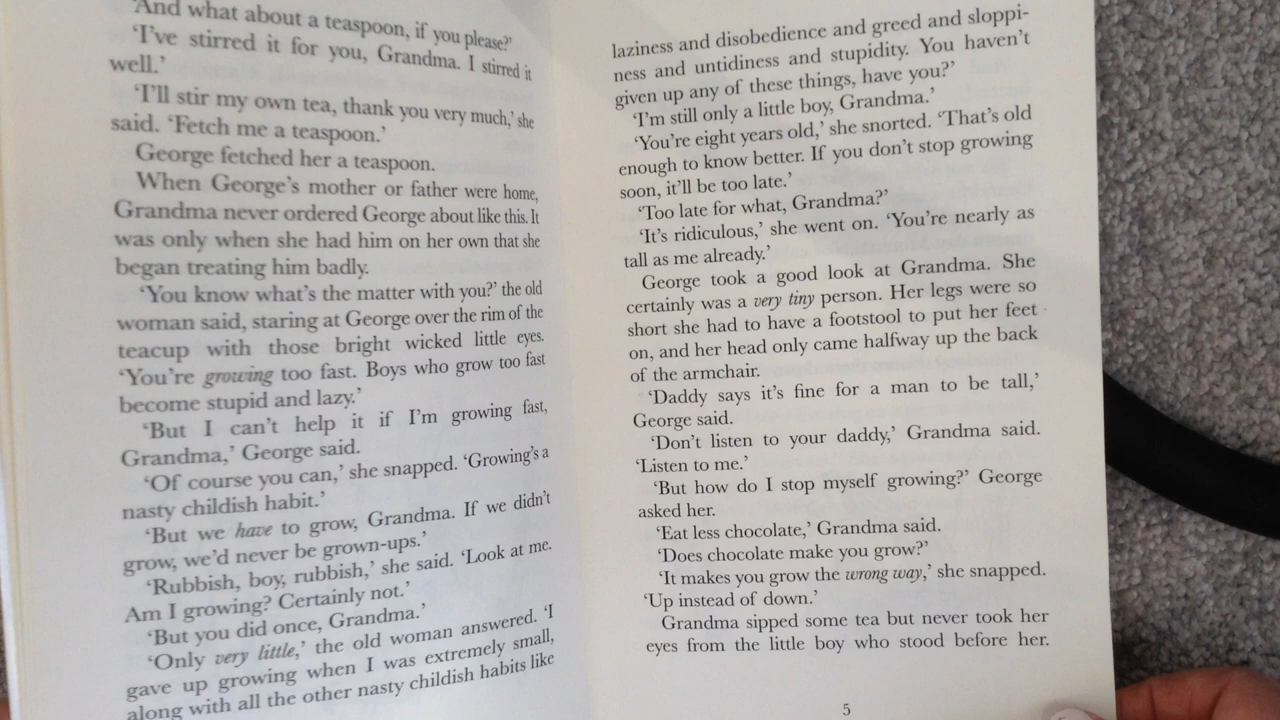 'And what about a teaspoon, if you please?'
'I've stirred it for you, Grandma. I stirred it
well.'
'I'll stir my own tea, thank you very much,' she
said. 'Fetch me a teaspoon.'
George fetched her a teaspoon.
When George's mother or father were home,
Grandma never ordered George about like this. It
was only when she had him on her own that she
began treating him badly.
'You know what's the matter with you?' the old
woman said, staring at George over the rim of the
teacup with those bright wicked little eyes.
'You're growing too fast. Boys who grow too fast
become stupid and lazy.'
'But I can't help it if I'm growing fast,
Grandma,' George said.
'Of course you can,' she snapped. 'Growing's a
nasty childish habit.'
'But we have to grow, Grandma. If we didn't
grow, we'd never be grown-ups.'
'Rubbish, boy, rubbish,' she said. 'Look at me.
Am I growing? Certainly not.'
'But you did once, Grandma.'
'Only very little,' the old woman answered. 'I
gave up growing when I was extremely small,
along with all the other nasty childish habits like
laziness and disobedience and greed and sloppi-
ness and untidiness and stupidity. You haven't
given up any of these things, have you?'
'I'm still only a little boy, Grandma.'
'You're eight years old,' she snorted. 'That's old
enough to know better. If you don't stop growing
soon, it'll be too late.'
'Too late for what, Grandma?'
'It's ridiculous,' she went on. 'You're nearly as
tall as me already.'
George took a good look at Grandma. She
certainly was a very tiny person. Her legs were so
short she had to have a footstool to put her feet
on, and her head only came halfway up the back
of the armchair.
'Daddy says it's fine for a man to be tall,'
George said.
'Don't listen to your daddy,' Grandma said.
'Listen to me.'
'But how do I stop myself growing?' George
asked her.
'Eat less chocolate,' Grandma said.
'Does chocolate make you grow?'
'It makes you grow the wrong way,' she snapped.
'Up instead of down.'
Grandma sipped some tea but never took her
eyes from the little boy who stood before her.
5